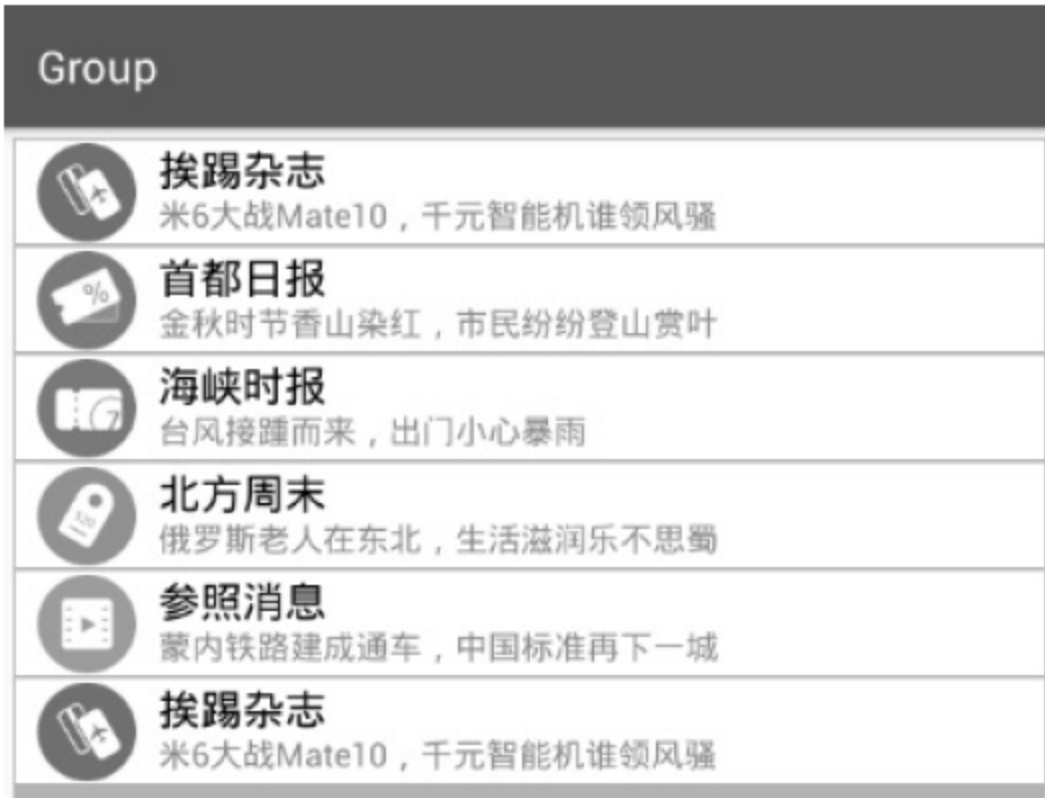 Group
挨踢杂志
米6大战Mate10，千元智能机谁领风骚
%
首都日报
金秋时节香山染红，市民纷纷登山赏叶
7
海峡时报
台风接踵而来，出门小心暴雨
520
北方周末
俄罗斯老人在东北，生活滋润乐不思蜀
参照消息
蒙内铁路建成通车，中国标准再下一城
挨踢杂志
米6大战Mate10，千元智能机谁领风骚